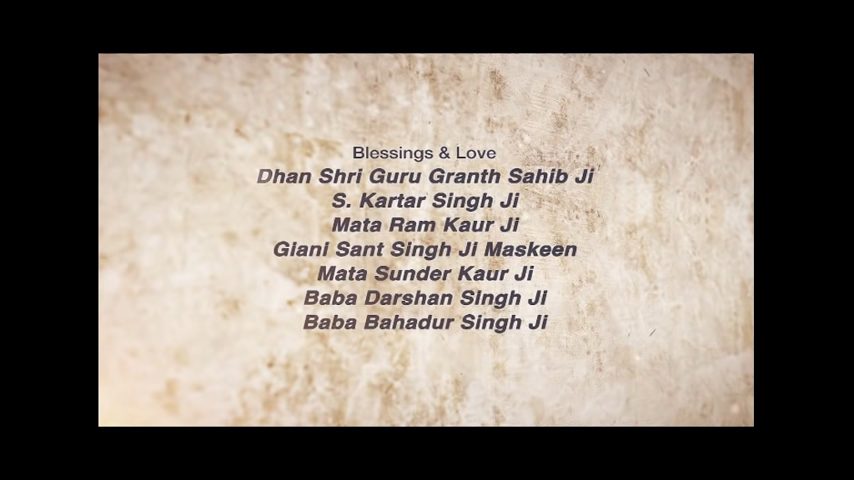 Blessings & Love
Dhan Shri Guru Granth Sahib Ji
S. Kartar Singh Ji
Mata Ram Kaur Ji
Giani Sant Singh Ji Maskeen
Mata Sunder Kaur Ji
Baba Darshan Singh Ji
Baba Bahadur Singh Ji